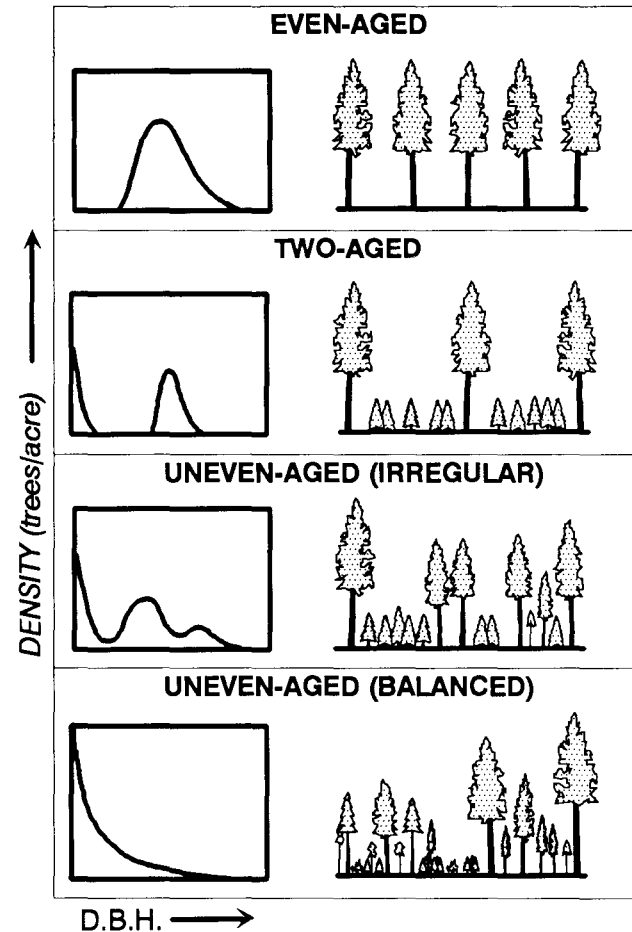 EVEN-AGED
TWO-AGED
UNEVEN-AGED (IRREGULAR)
UNEVEN-AGED (BALANCED)
DENSITY (trees/acre)
D.B.H.